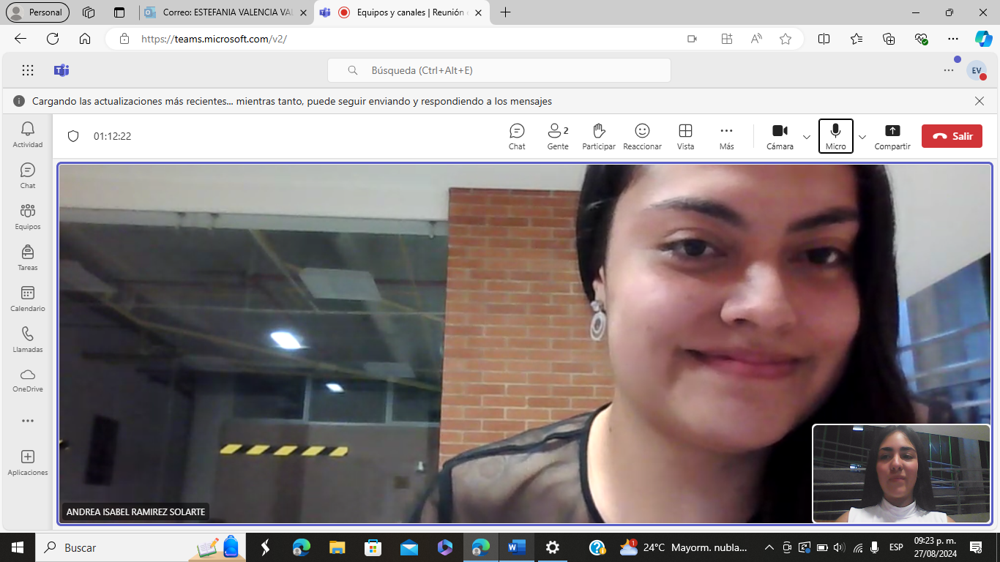 Personal
Correo: ESTEFANIA VALENCIA VAL
Equipos y canales | Reunión
https://teams.microsoft.com/v2/
Búsqueda (Ctrl+Alt+E)
EV
Cargando las actualizaciones más recientes... mientras tanto, puede seguir enviando y respondiendo a los mensajes
01:12:22
2
Chat
Gente
Participar
Reaccionar
Vista
Más
Cámara
Micro
Compartir
Salir
Actividad
Chat
Equipos
Tareas
Calendario
Llamadas
OneDrive
Aplicaciones
ANDREA ISABEL RAMIREZ SOLARTE
Buscar
1
24°C Mayorm. nubla...
ESP
09:23 p. m.
27/08/2024